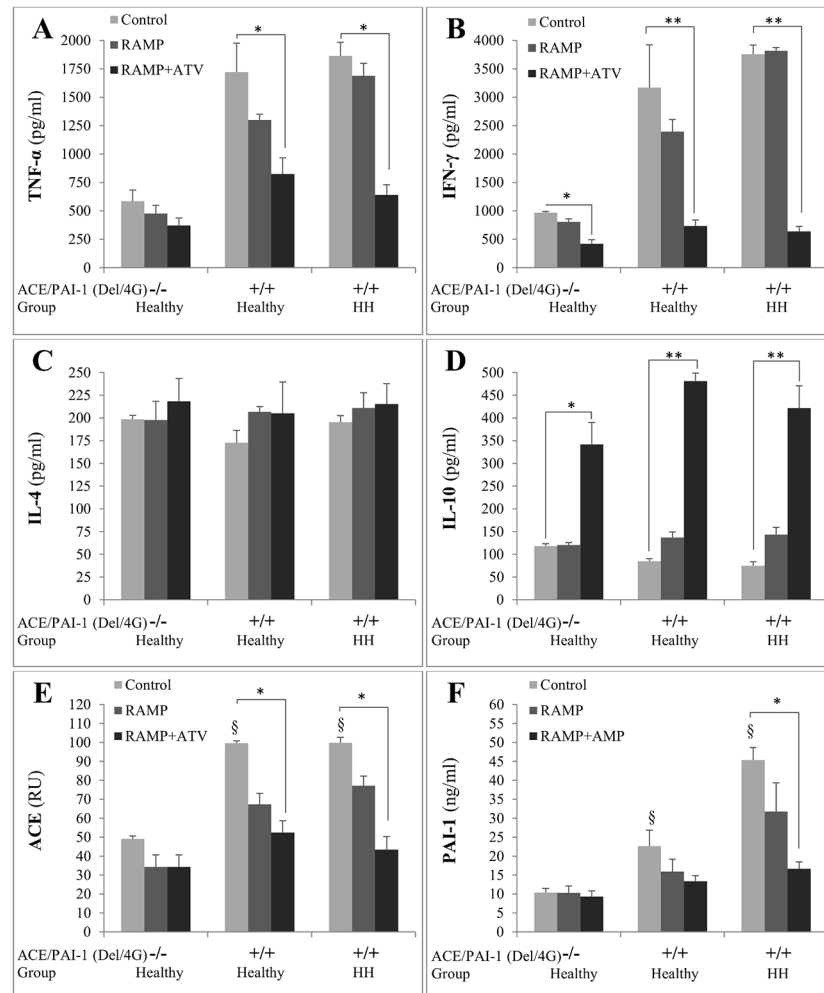 A
Control
RAMP
RAMP+ATV
*
*
TNF-α (pg/ml)
2000
1750
1500
1250
1000
750
500
250
0
ACE/PAI-1 (Del/4G) -/- +/+ +/+
Group Healthy Healthy HH
B
Control
RAMP
RAMP+ATV
*
**
**
IFN-γ (pg/ml)
4000
3500
3000
2500
2000
1500
1000
500
0
ACE/PAI-1 (Del/4G) -/- +/+ +/+
Group Healthy Healthy HH
C
IL-4 (pg/ml)
250
225
200
175
150
125
100
75
50
25
0
ACE/PAI-1 (Del/4G) -/- +/+ +/+
Group Healthy Healthy HH
D
*
**
**
IL-10 (pg/ml)
500
450
400
350
300
250
200
150
100
50
0
ACE/PAI-1 (Del/4G) -/- +/+ +/+
Group Healthy Healthy HH
E
Control
RAMP
RAMP+ATV
§ * § *
ACE (RU)
120
110
100
90
80
70
60
50
40
30
20
10
0
ACE/PAI-1 (Del/4G) -/- +/+ +/+
Group Healthy Healthy HH
F
Control
RAMP
RAMP+AMP
§ § *
PAI-1 (ng/ml)
60
55
50
45
40
35
30
25
20
15
10
5
0
ACE/PAI-1 (Del/4G) -/- +/+ +/+
Group Healthy Healthy HH